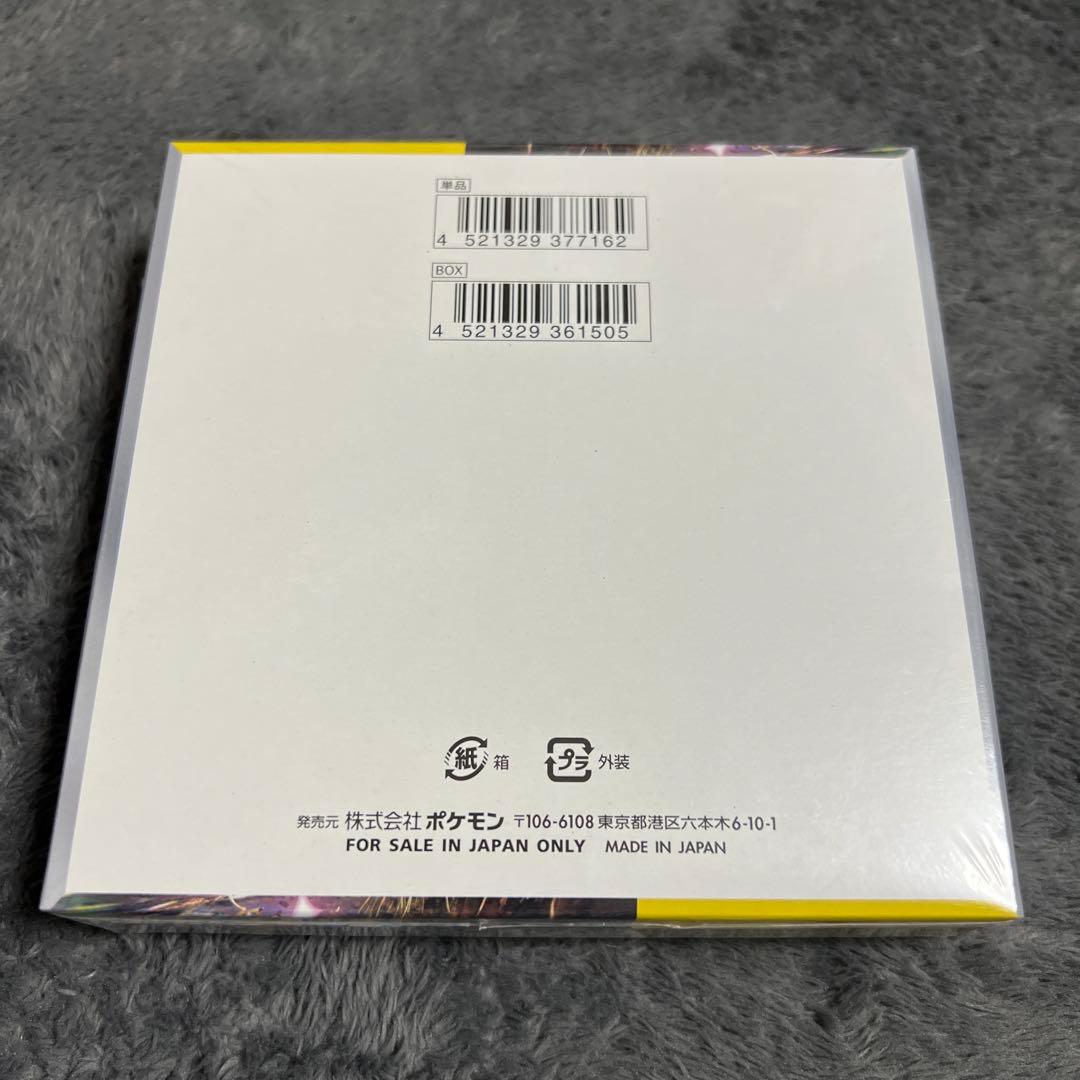 単品
4 521329 377162
BOX
4 521329 361505
紙 箱 プラ 外装
発売元 株式会社 ポケモン 〒106-6108 東京都港区六本木6-10-1
FOR SALE IN JAPAN ONLY MADE IN JAPAN